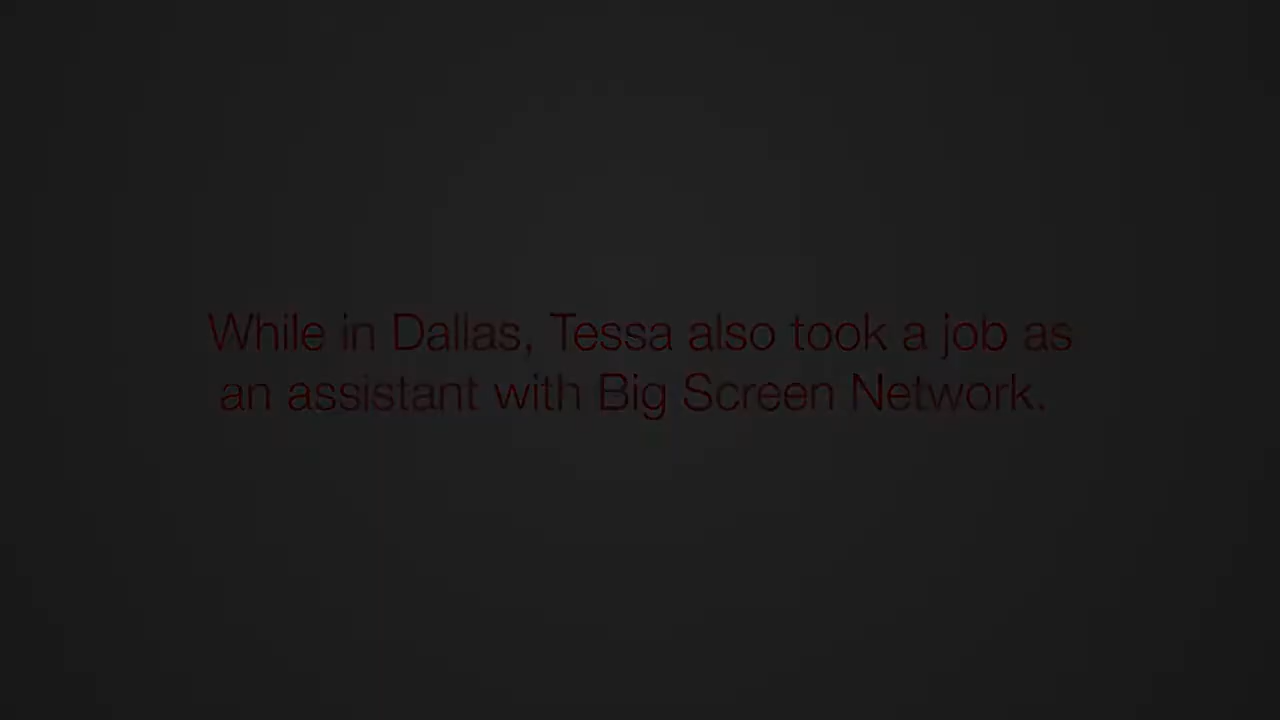 While in Dallas, Tessa also took a job as
an assistant with Big Screen Network.